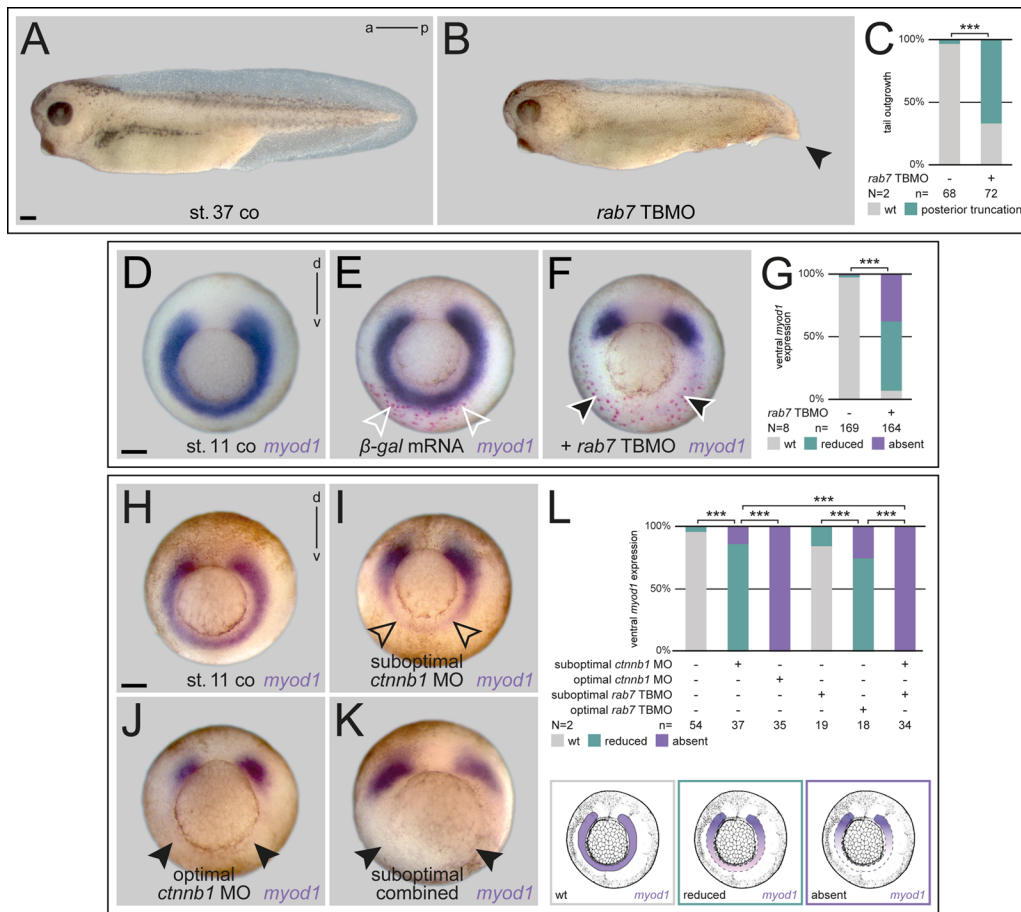 A
a p
st. 37 co
B
rab7 TBMO
C
***
100%
50%
0%
tail outgrowth
rab7 TBMO - +
N=2 n= 68 72
wt posterior truncation
D
d
v
st. 11 co myod1
E
β-gal mRNA myod1
F
+ rab7 TBMO myod1
G
***
100%
50%
0%
ventral myod1
expression
rab7 TBMO - +
N=8 n= 169 164
wt reduced absent
H
d
v
st. 11 co myod1
I
suboptimal
ctnnb1 MO myod1
J
optimal
ctnnb1 MO myod1
K
suboptimal
combined myod1
L
***
*** *** *** ***
100%
50%
0%
ventral myod1 expression
suboptimal ctnnb1 MO - + - - - +
optimal ctnnb1 MO - - + - - -
suboptimal rab7 TBMO - - - + - +
optimal rab7 TBMO - - - - + -
N=2 n= 54 37 35 19 18 34
wt reduced absent
wt myod1
reduced myod1
absent myod1